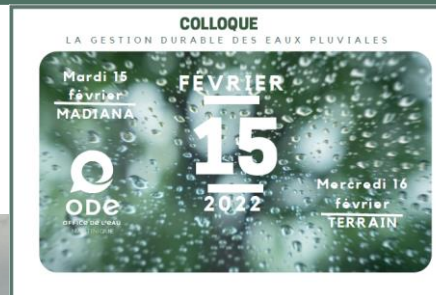 COLLOQUE
LA GESTION DURABLE DES EAUX PLUVIALES
Mardi 15
février
MADIANA
FÉVRIER
15
2022
ode
OFFICE DE L'EAU
MARTINIQUE
Mercredi 16
février
TERRAIN